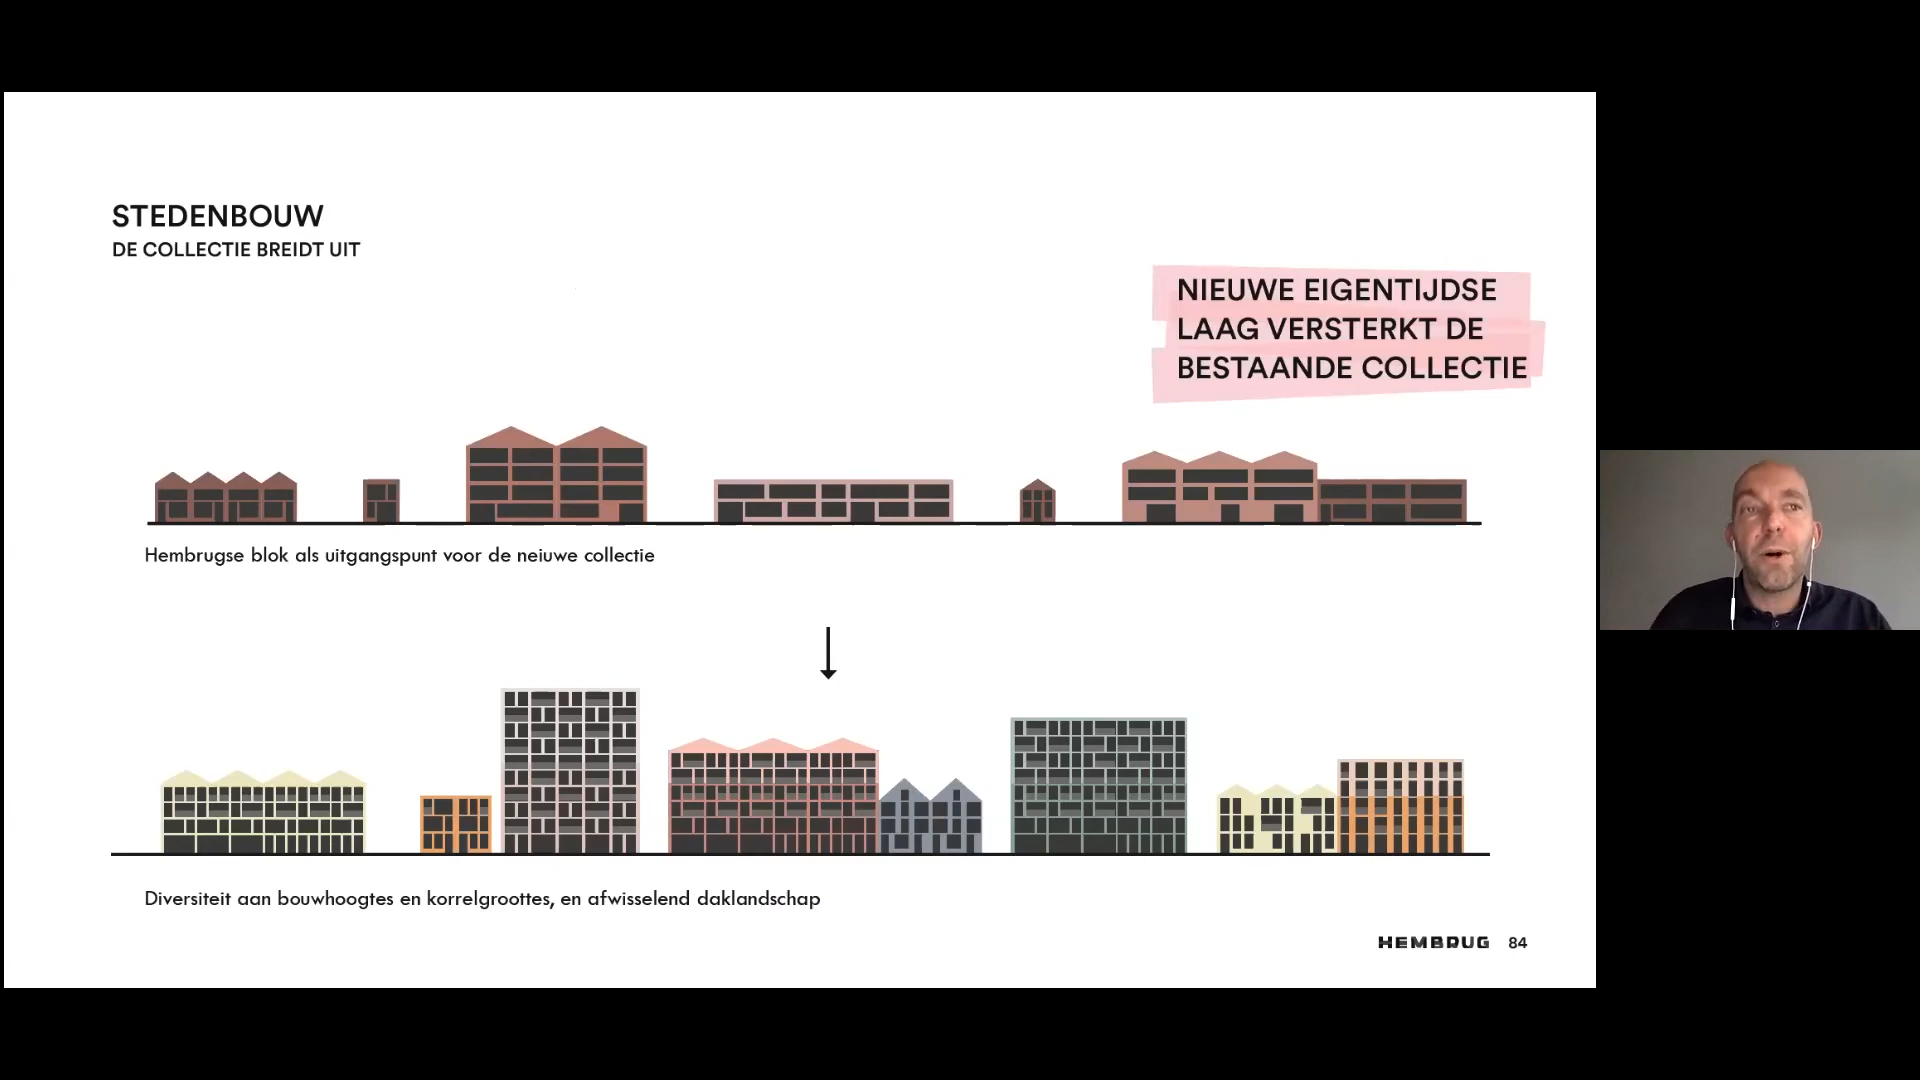 STEDENBOUW
DE COLLECTIE BREIDT UIT
NIEUWE EIGENTIJDSE
LAAG VERSTERKT DE
BESTAANDE COLLECTIE
Hembrugse blok als uitgangspunt voor de neiuwe collectie
Diversiteit aan bouwhoogtes en korrelgroottes, en afwisselend daklandschap
HEMBRUG 84